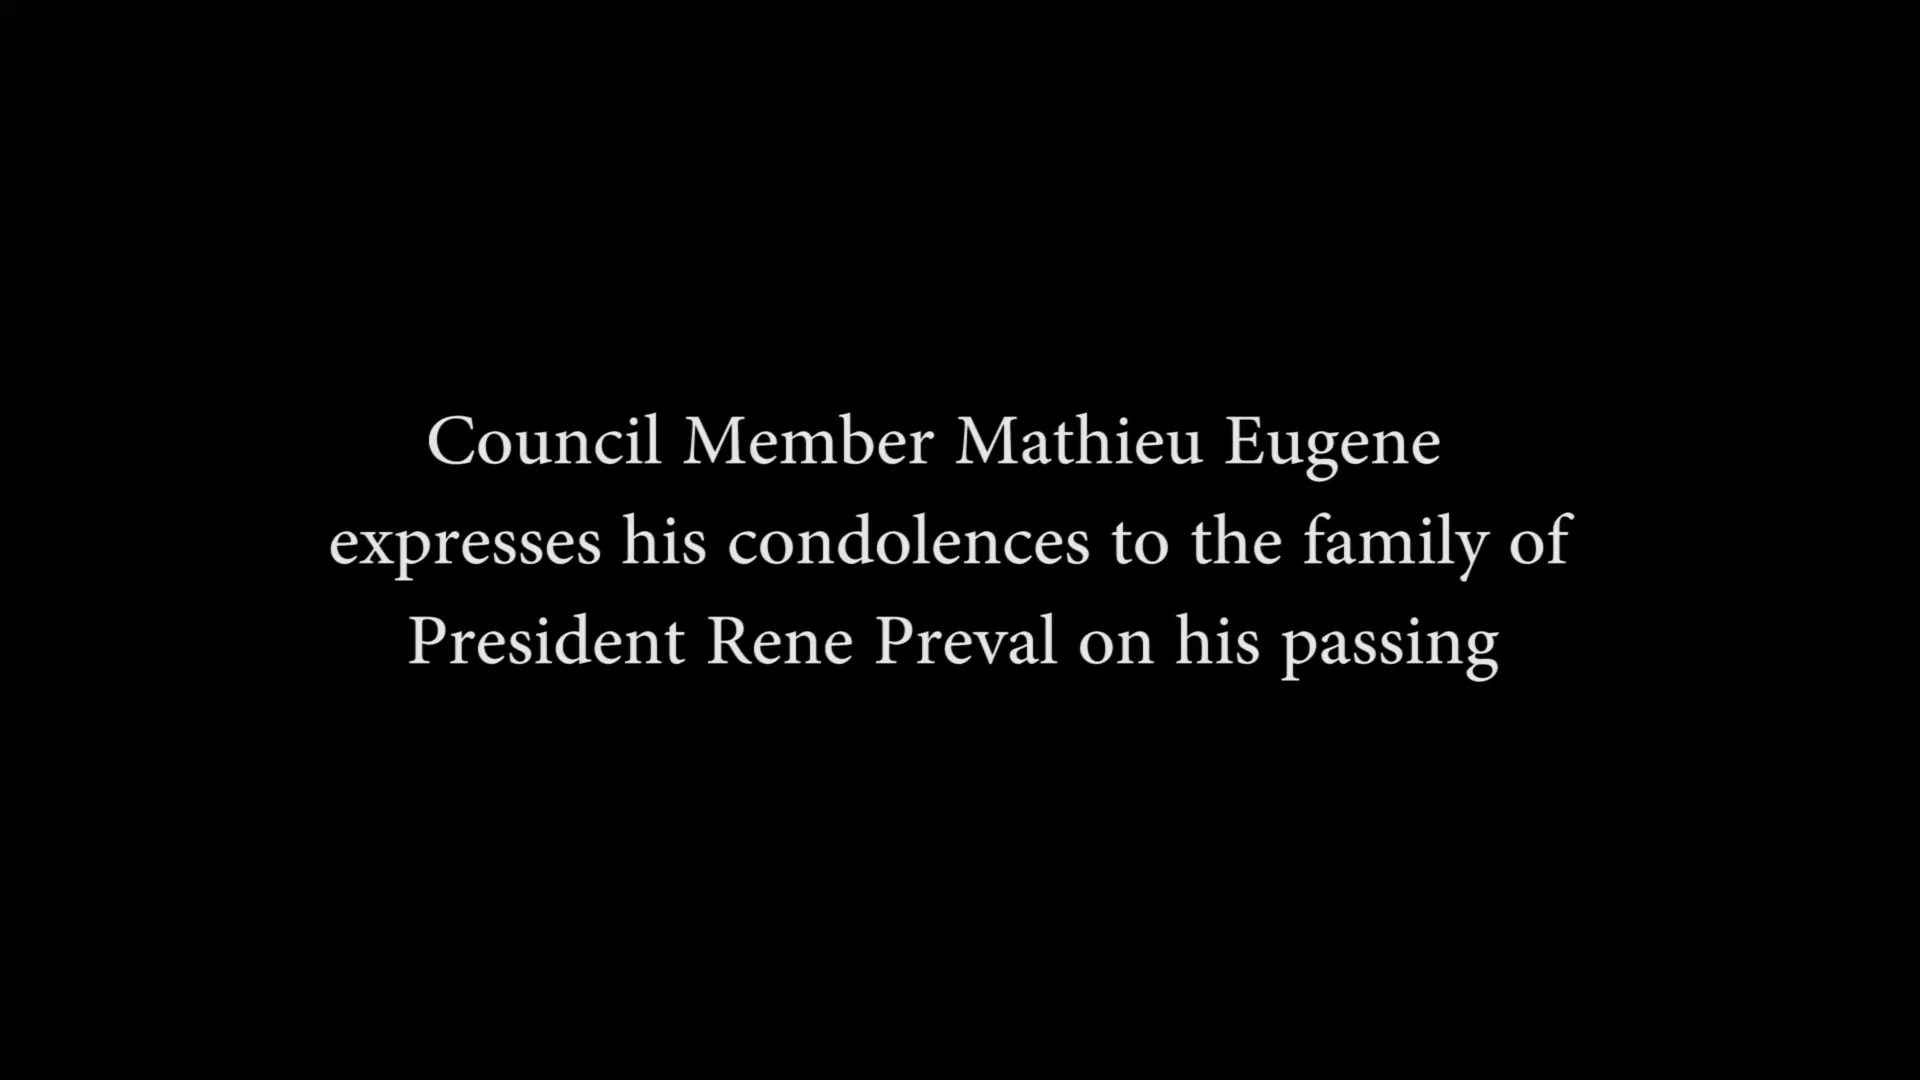 Council Member Mathieu Eugene
expresses his condolences to the family of
President Rene Preval on his passing